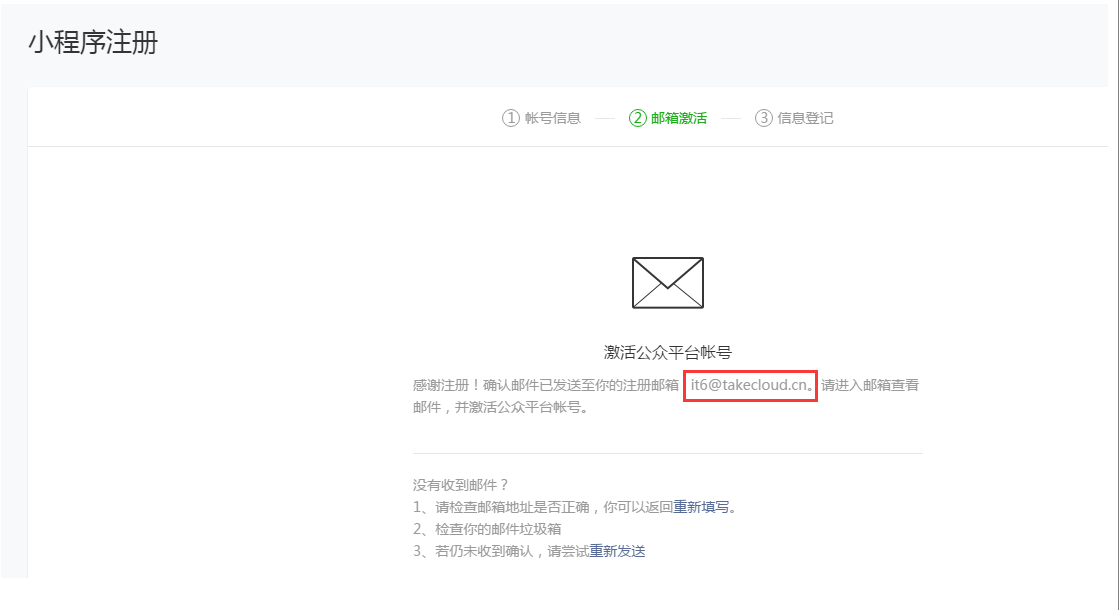 小程序注册
① 帐号信息 — ② 邮箱激活 — ③ 信息登记
激活公众平台帐号
感谢注册！确认邮件已发送至你的注册邮箱 it6@takecloud.cn。请进入邮箱查看
邮件，并激活公众平台帐号。
没有收到邮件？
1、请检查邮箱地址是否正确，你可以返回重新填写。
2、检查你的邮件垃圾箱
3、若仍未收到确认，请尝试重新发送